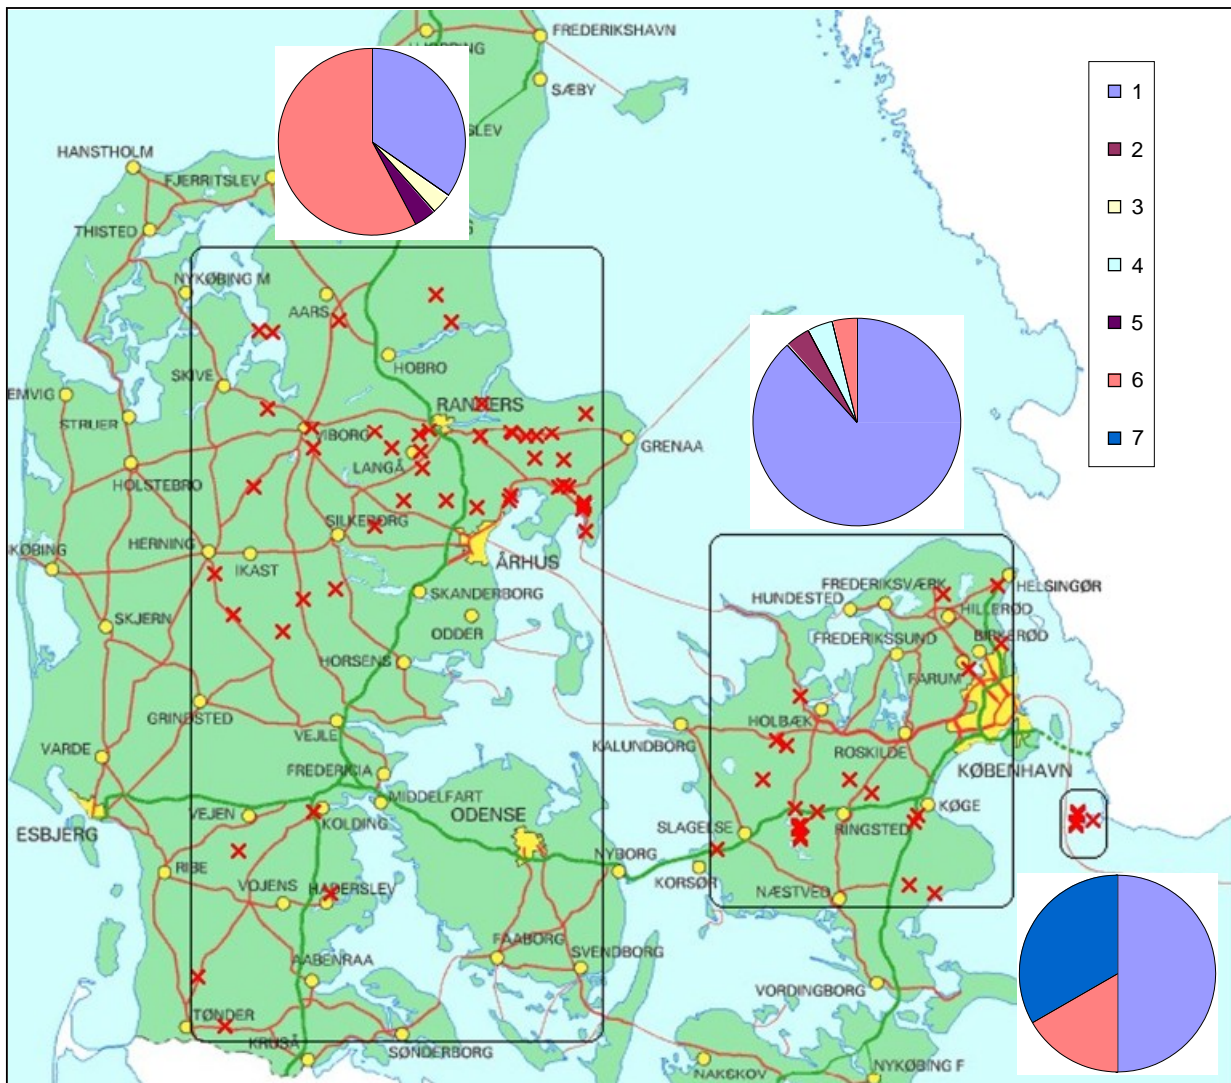 FREDERIKSHAVN
SÆBY
SLEV
HANSTHOLM
FJERRITSLEV
THISTED
NYKØBING M
AARS
HOBRO
SKIVE
EMVIG
STRUER
RANDERS
VIBORG
GRENAA
LANGÅ
HOLSTEBRO
SILKEBORG
HERNING
KØBING
IKAST
ÅRHUS
SKANDERBORG
SKJERN
ODDER
HORSENS
GRINDSTED
VEJLE
VARDE
FREDERICIA
MIDDELFART
VEJEN
KOLDING
ODENSE
ESBJERG
RIBE
NYBORG
VOJENS
HADERSLEV
FAABORG
SVENDBORG
AABENRAA
TØNDER
KRUSÅ
SØNDERBORG
1
2
3
4
5
6
7
FREDERIKSVÆRK
HELSINGØR
HUNDESTED
HILLERØD
FREDERIKSSUND
BIRKERØD
FARUM
HOLBÆK
KALUNDBORG
ROSKILDE
KØBENHAVN
KØGE
SLAGELSE
RINGSTED
KORSØR
NÆSTVED
VORDINGBORG
NYKØBING F
NAKSKOV